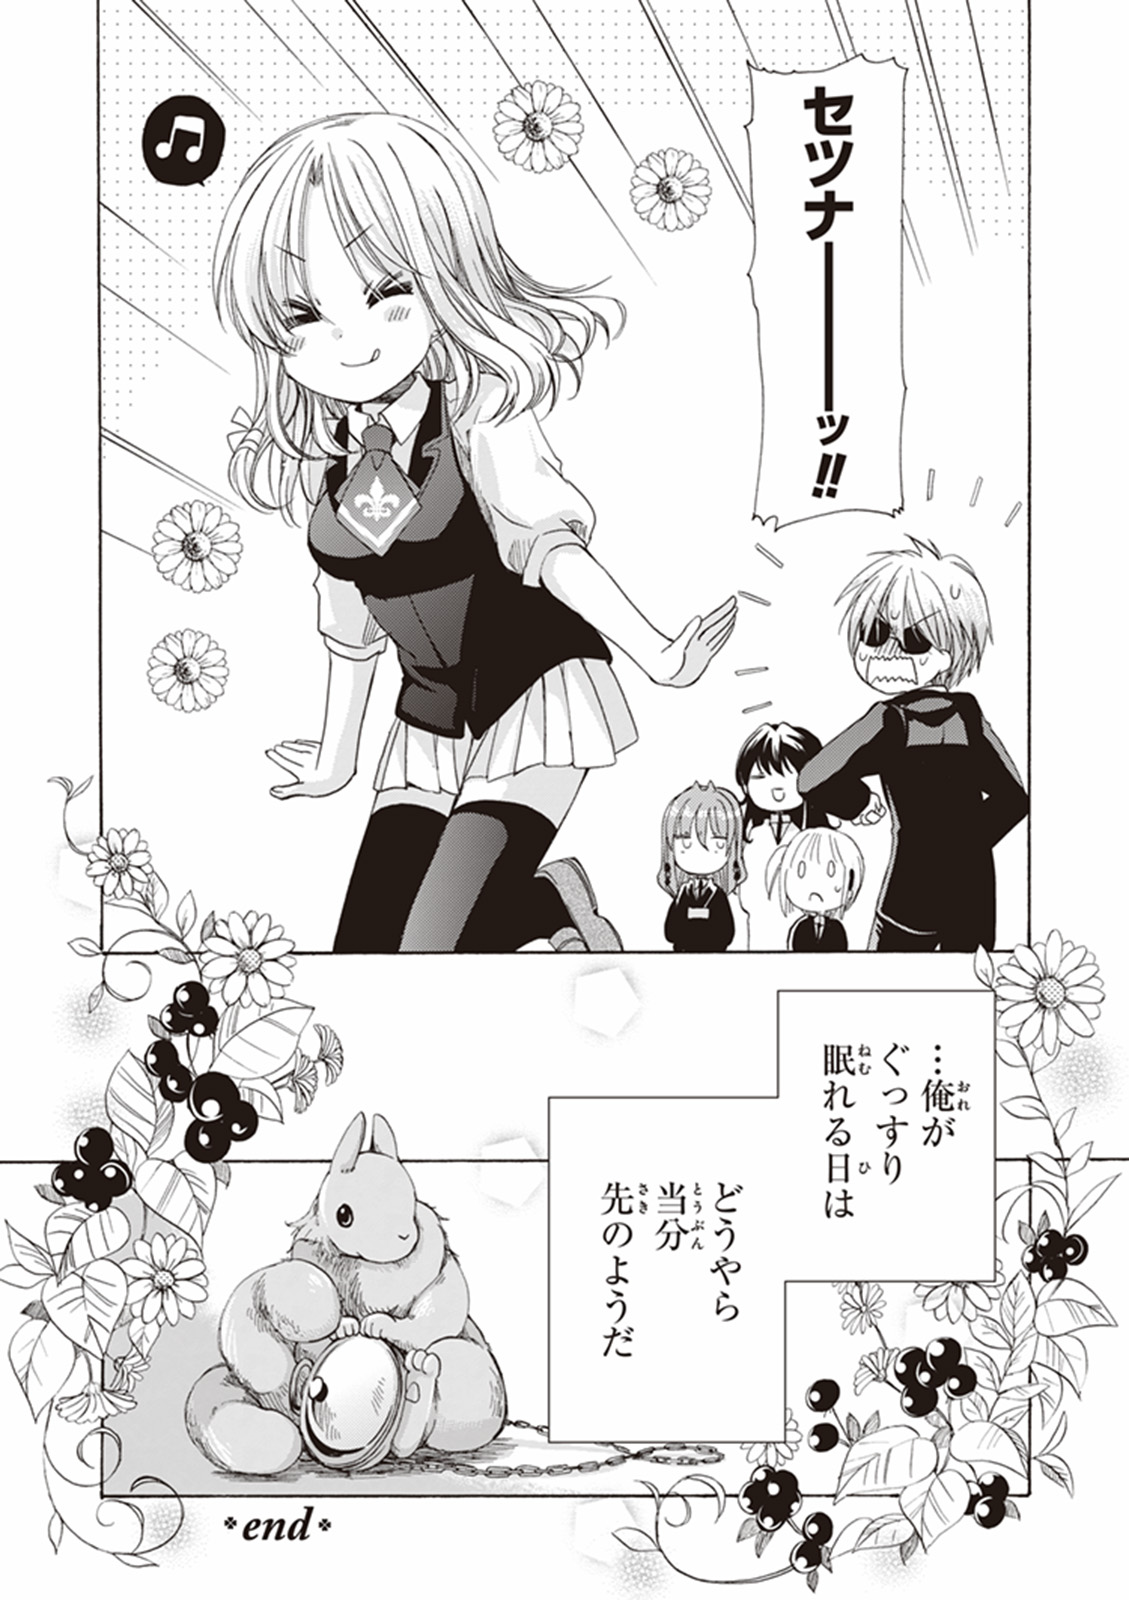 セツナーーッ!!
…俺が
ぐっすり
眠れる日は
どうやら
当分
先のようだ
end